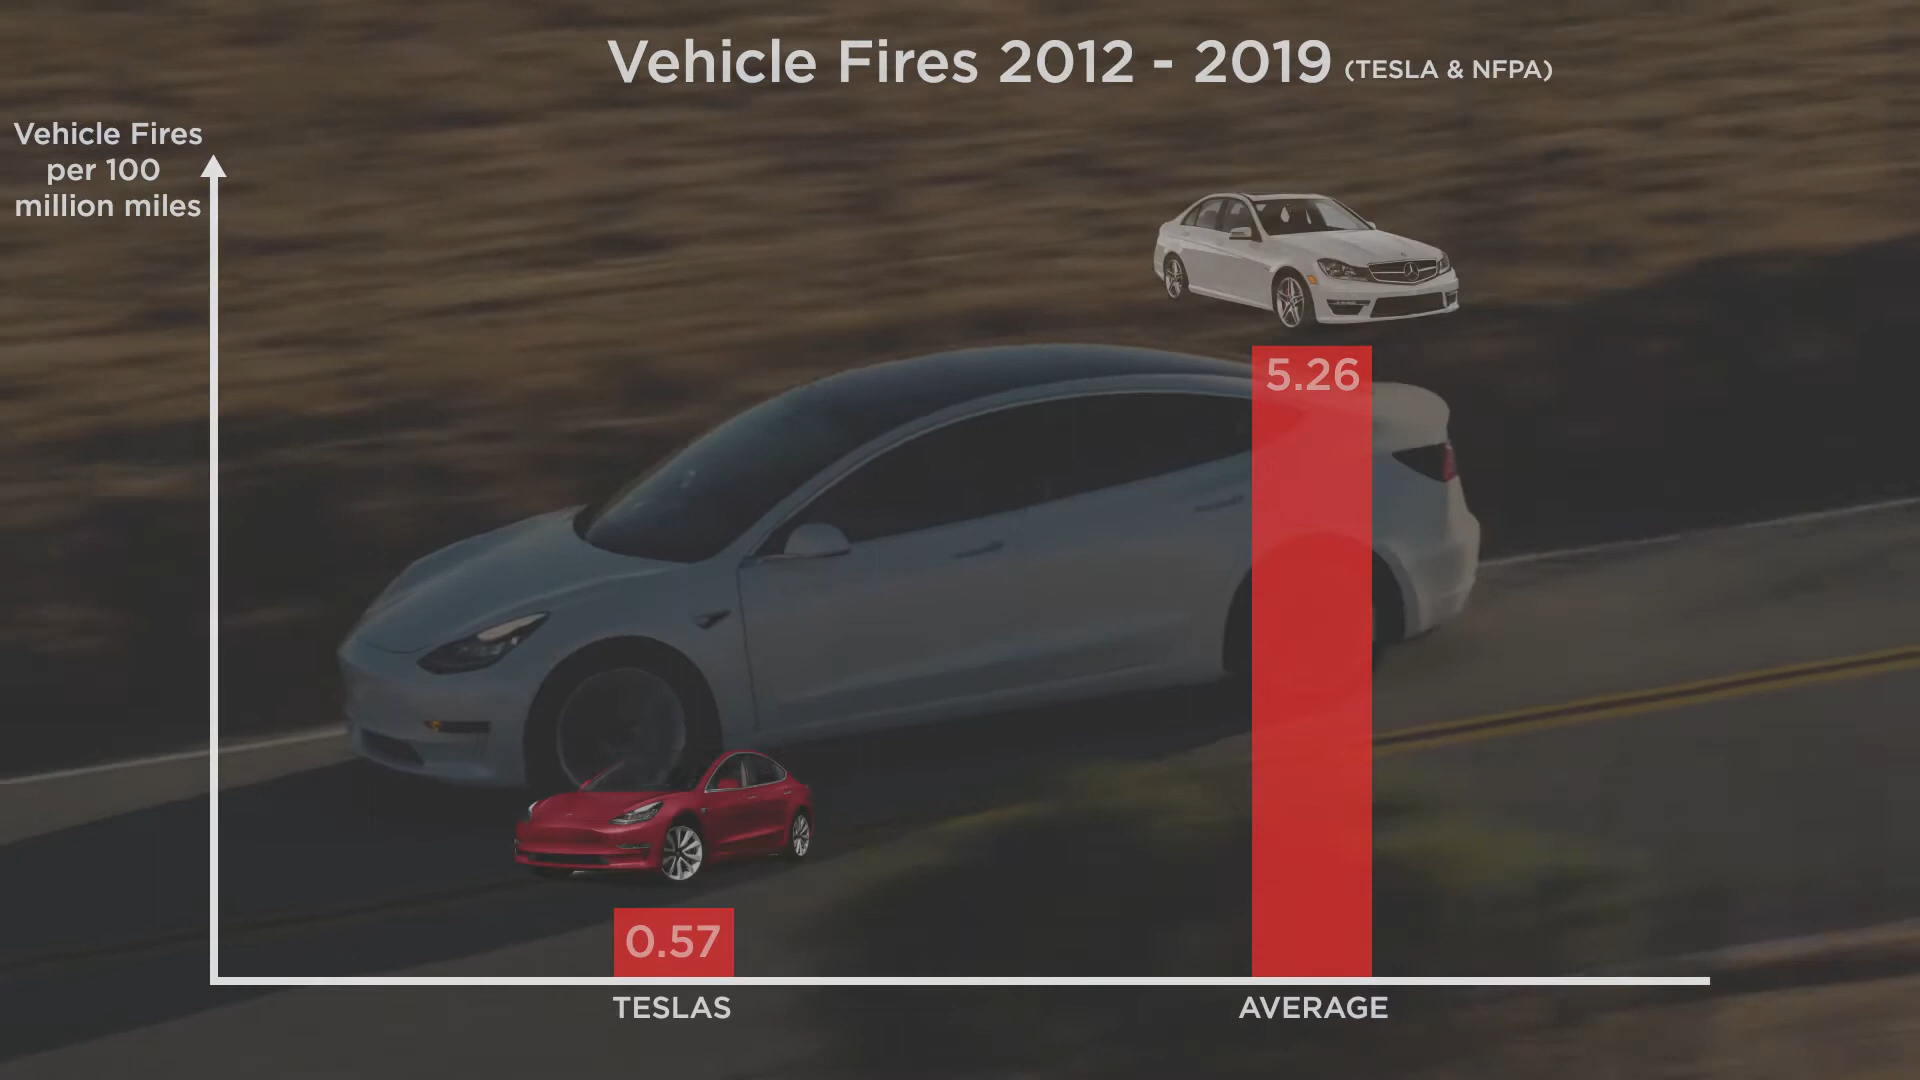 Vehicle Fires 2012 - 2019 (TESLA & NFPA)
Vehicle Fires
per 100
million miles
5.26
0.57
TESLAS
AVERAGE